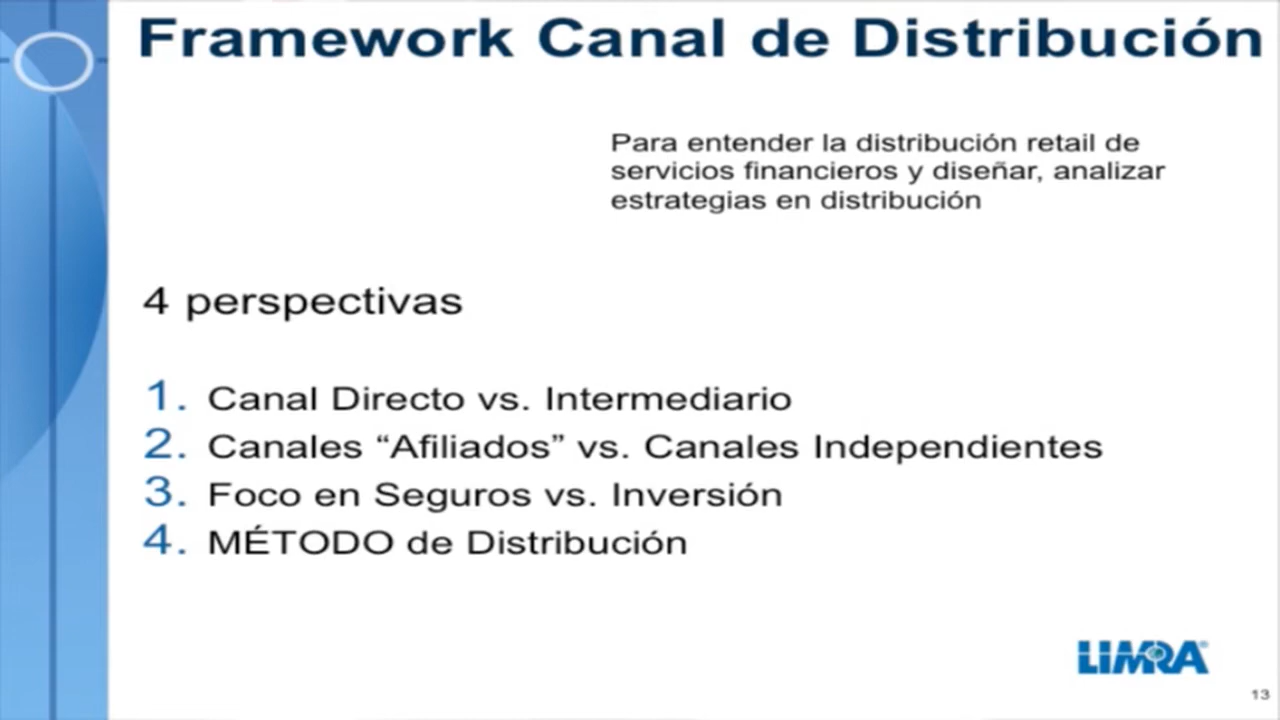 Framework Canal de Distribución
Para entender la distribución retail de
servicios financieros y diseñar, analizar
estrategias en distribución
4 perspectivas
1. Canal Directo vs. Intermediario
2. Canales “Afiliados” vs. Canales Independientes
3. Foco en Seguros vs. Inversión
4. MÉTODO de Distribución
LIMRA®
13